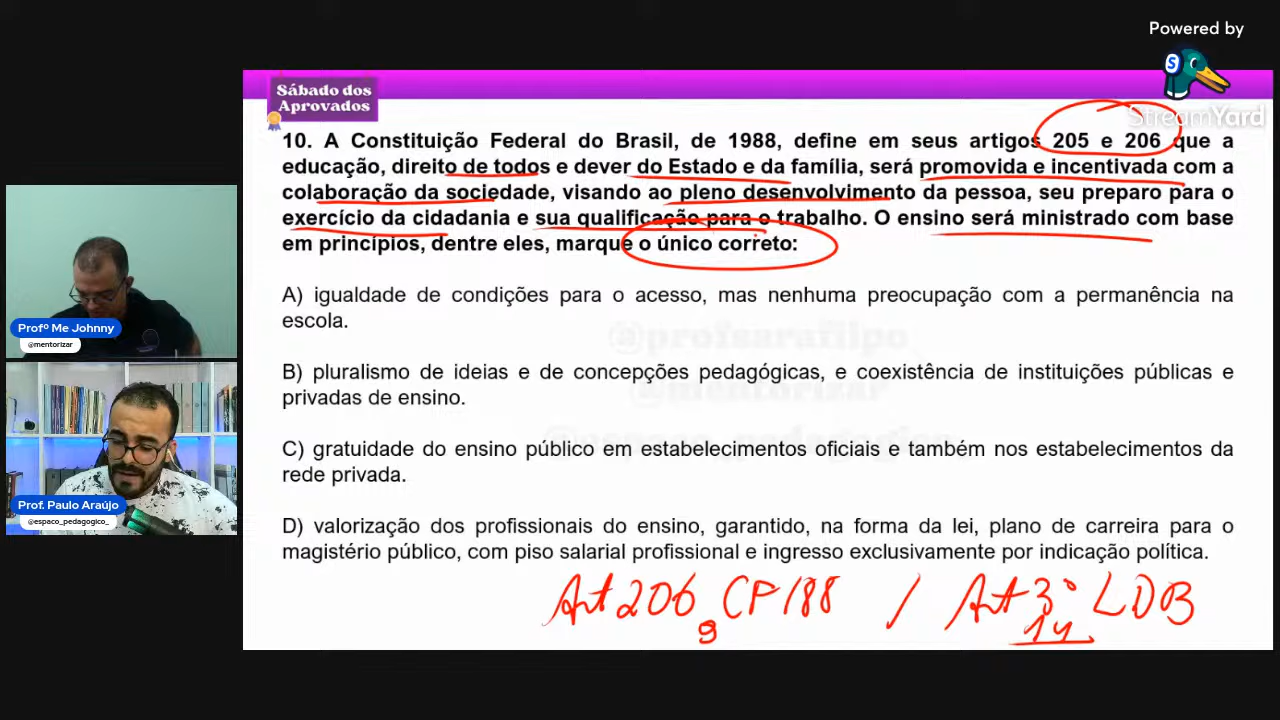 Powered by
S
StreamYard
Sábado dos
Aprovados
10. A Constituição Federal do Brasil, de 1988, define em seus artigos 205 e 206 que a
educação, direito de todos e dever do Estado e da família, será promovida e incentivada com a
colaboração da sociedade, visando ao pleno desenvolvimento da pessoa, seu preparo para o
exercício da cidadania e sua qualificação para o trabalho. O ensino será ministrado com base
em princípios, dentre eles, marque o único correto:
A) igualdade de condições para o acesso, mas nenhuma preocupação com a permanência na
escola.
@profsarafilpo
B) pluralismo de ideias e de concepções pedagógicas, e coexistência de instituições públicas e
privadas de ensino.
@mentorizar
C) gratuidade do ensino público em estabelecimentos oficiais e também nos estabelecimentos da
rede privada.
@espaco_pedagogico_
D) valorização dos profissionais do ensino, garantido, na forma da lei, plano de carreira para o
magistério público, com piso salarial profissional e ingresso exclusivamente por indicação política.
Art 206 CF/88 / Art 3º LDB
9 14
Profº Me Johnny
@mentorizar
Prof. Paulo Araújo
@espaco_pedagogico_